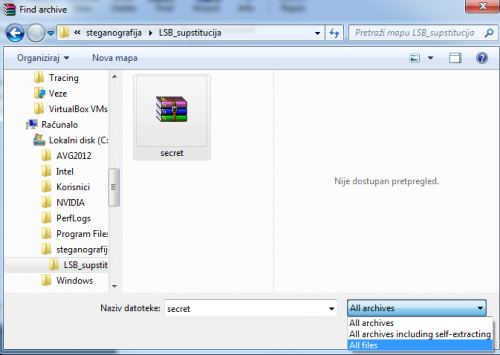 Find archive
« steganografija ▸ LSB_supstitucija
Pretraži mapu LSB_supstitucija
Organiziraj
Nova mapa
Tracing
Veze
VirtualBox VMs
Računalo
Lokalni disk (C:
AVG2012
Intel
Korisnici
NVIDIA
PerfLogs
Program Files
steganografij
LSB_supstit
Windows
secret
Nije dostupan pretpregled.
Naziv datoteke:
secret
All archives
All archives
All archives including self-extracting
All files